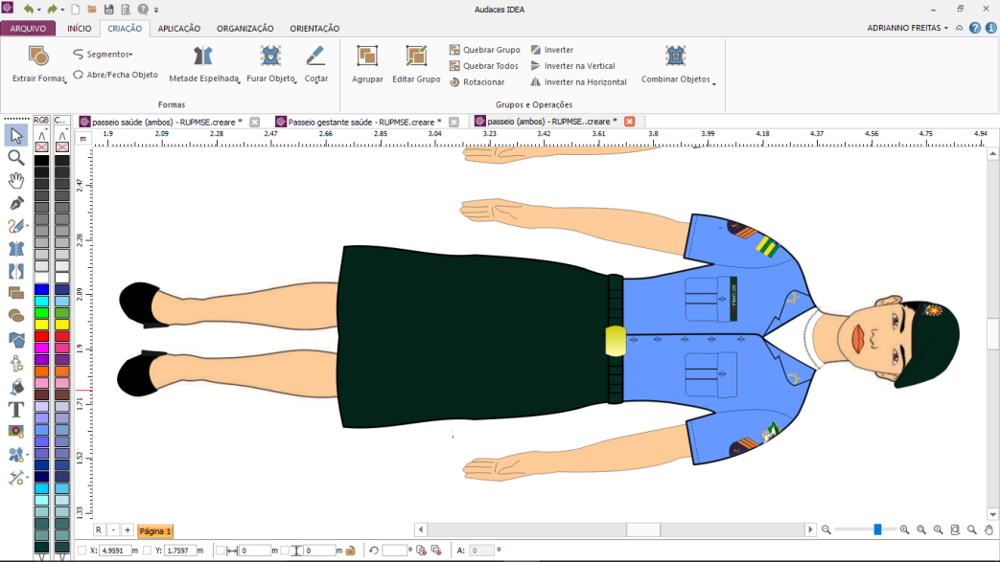 Audaces IDEA
ARQUIVO INÍCIO CRIAÇÃO APLICAÇÃO ORGANIZAÇÃO ORIENTAÇÃO ADRIANNO FREITAS
Extrair Formas Segmentos Abre/Fecha Objeto Metade Espelhada Furar Objeto Cortar
Agrupar Editar Grupo Quebrar Grupo Quebrar Todos Rotacionar Inverter Inverter na Vertical Inverter na Horizontal Combinar Objetos
Formas Grupos e Operações
RGB C... passeio saúde (ambos) - RUPMSE.creare * Passeio gestante saúde - RUPMSE.creare * passeio (ambos) - RUPMSE..creare *
m 1.9 2.09 2.28 2.47 2.66 2.85 3.04 3.23 3.42 3.61 3.8 3.99 4.18 4.37 4.56 4.75 4.94
2.47
2.28
2.09
1.9
1.71
1.52
1.33
R - + Página 1
X: 4.9591 m Y: 1.7597 m 0 m 0 m º A: 0 º